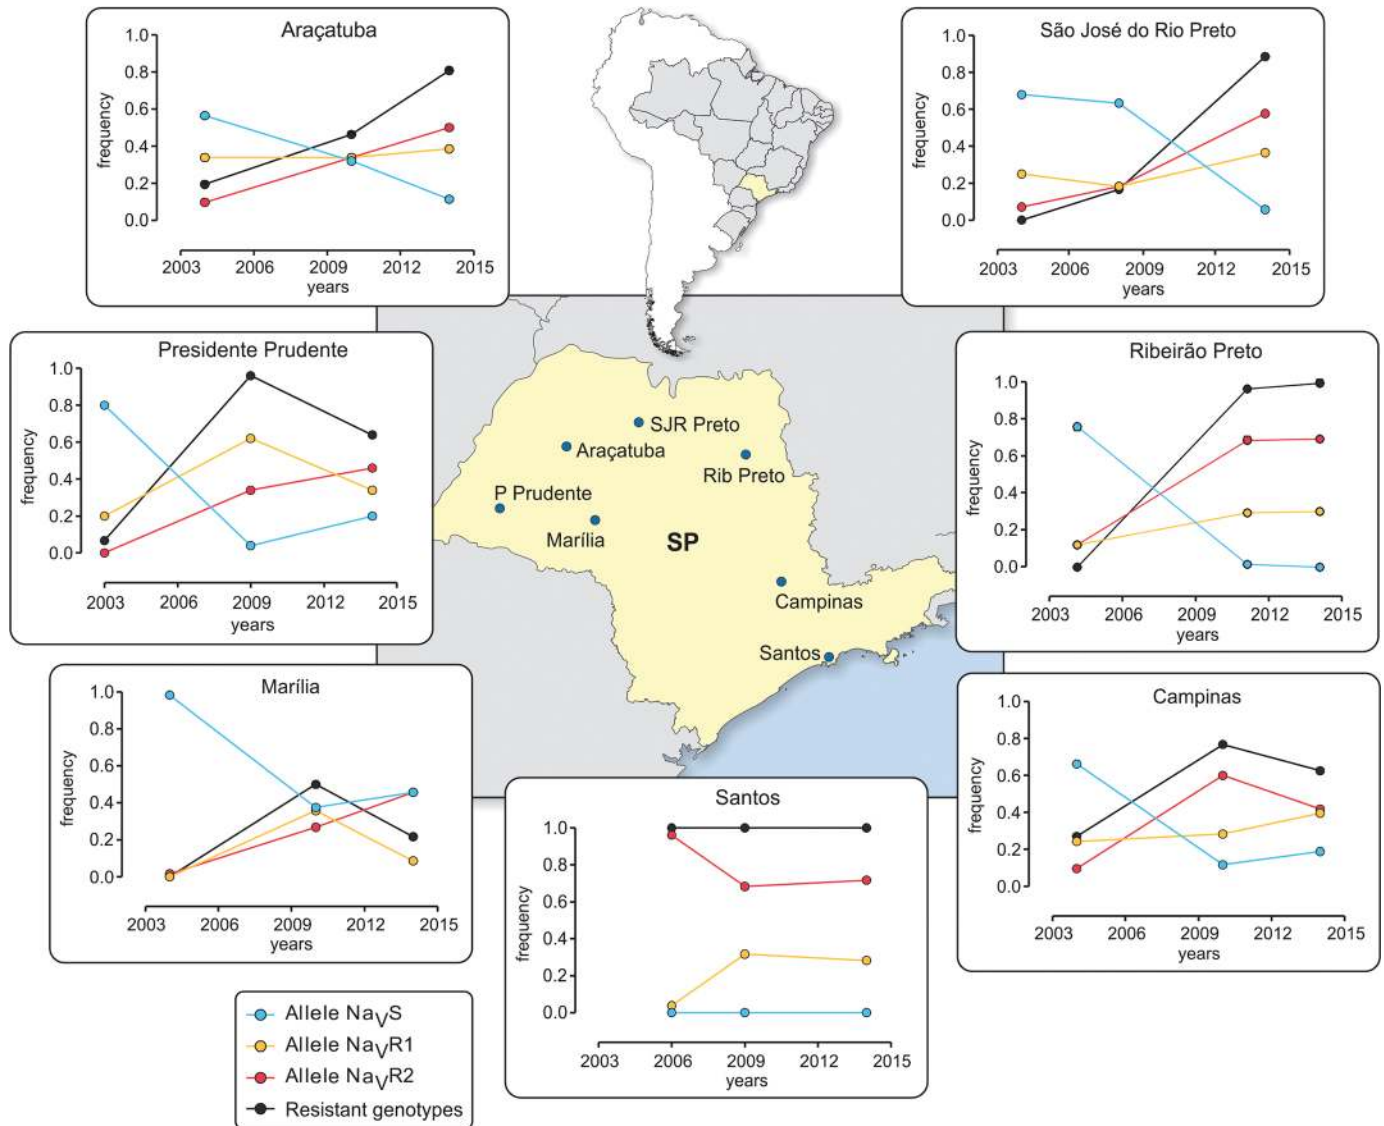 Araçatuba
frequency
1.0
0.8
0.6
0.4
0.2
0.0
2003 2006 2009 2012 2015
years
São José do Rio Preto
frequency
1.0
0.8
0.6
0.4
0.2
0.0
2003 2006 2009 2012 2015
years
Presidente Prudente
frequency
1.0
0.8
0.6
0.4
0.2
0.0
2003 2006 2009 2012 2015
years
SJR Preto
Araçatuba
Rib Preto
P Prudente
Marília
SP
Campinas
Santos
Ribeirão Preto
frequency
1.0
0.8
0.6
0.4
0.2
0.0
2003 2006 2009 2012 2015
years
Marília
frequency
1.0
0.8
0.6
0.4
0.2
0.0
2003 2006 2009 2012 2015
years
Santos
frequency
1.0
0.8
0.6
0.4
0.2
0.0
2003 2006 2009 2012 2015
years
Campinas
frequency
1.0
0.8
0.6
0.4
0.2
0.0
2003 2006 2009 2012 2015
years
Allele NaVS
Allele NaVR1
Allele NaVR2
Resistant genotypes